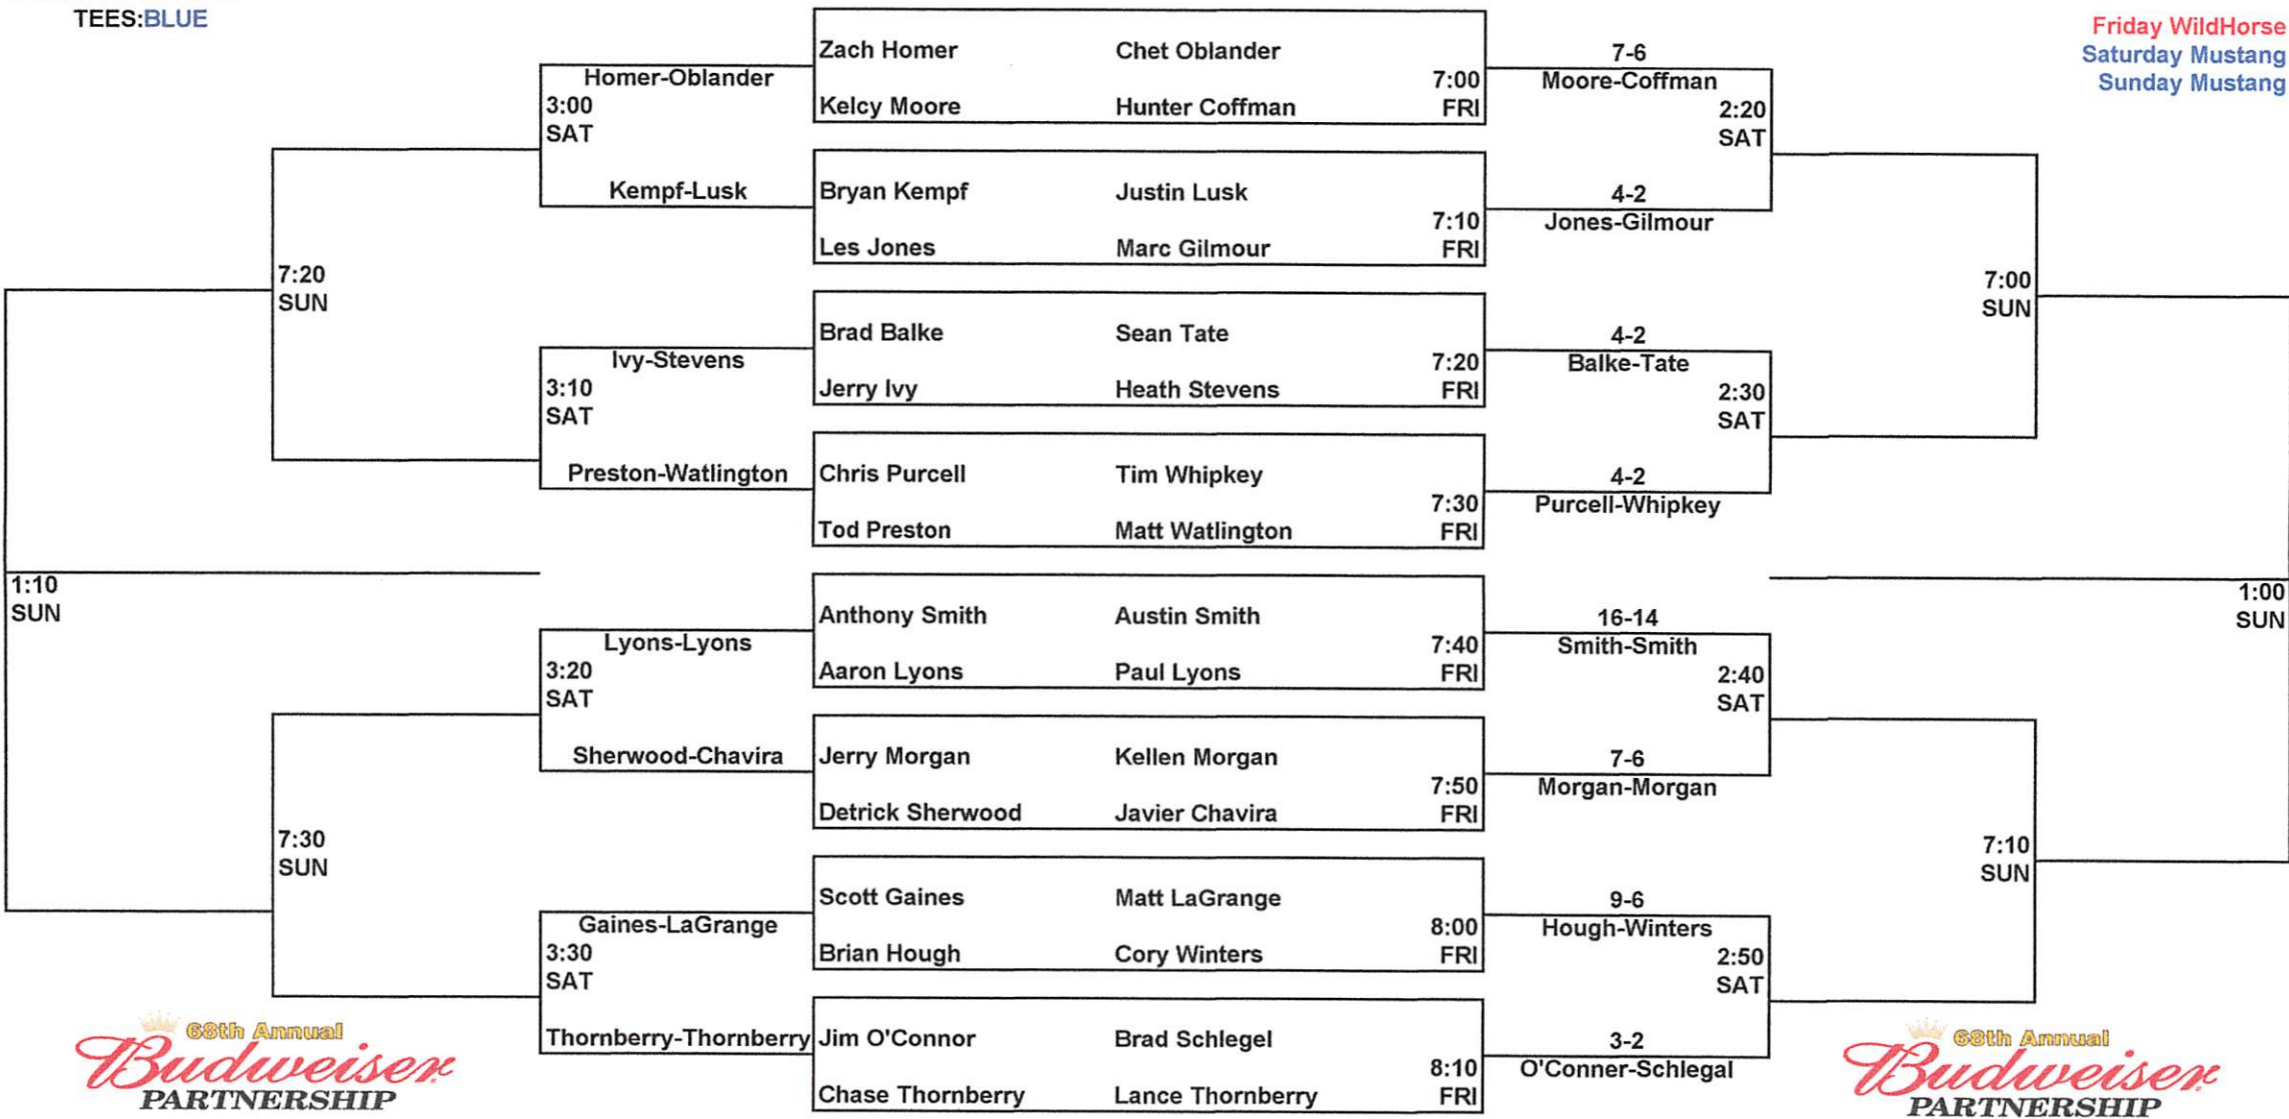 TEES:BLUE
Friday WildHorse
Saturday Mustang
Sunday Mustang
Zach Homer Chet Oblander
7:00
Kelcy Moore Hunter Coffman FRI
Bryan Kempf Justin Lusk
7:10
Les Jones Marc Gilmour FRI
Brad Balke Sean Tate
7:20
Jerry Ivy Heath Stevens FRI
Chris Purcell Tim Whipkey
7:30
Tod Preston Matt Watlington FRI
Anthony Smith Austin Smith
7:40
Aaron Lyons Paul Lyons FRI
Jerry Morgan Kellen Morgan
7:50
Detrick Sherwood Javier Chavira FRI
Scott Gaines Matt LaGrange
8:00
Brian Hough Cory Winters FRI
Jim O'Connor Brad Schlegel
8:10
Chase Thornberry Lance Thornberry FRI
Homer-Oblander
3:00
SAT
Kempf-Lusk
7:20
SUN
Ivy-Stevens
3:10
SAT
Preston-Watlington
1:10
SUN
Lyons-Lyons
3:20
SAT
Sherwood-Chavira
7:30
SUN
Gaines-LaGrange
3:30
SAT
Thornberry-Thornberry
7-6
Moore-Coffman
2:20
SAT
4-2
Jones-Gilmour
7:00
SUN
4-2
Balke-Tate
2:30
SAT
4-2
Purcell-Whipkey
1:00
SUN
16-14
Smith-Smith
2:40
SAT
7-6
Morgan-Morgan
7:10
SUN
9-6
Hough-Winters
2:50
SAT
3-2
O'Conner-Schlegal
68th Annual
Budweiser
PARTNERSHIP
68th Annual
Budweiser
PARTNERSHIP